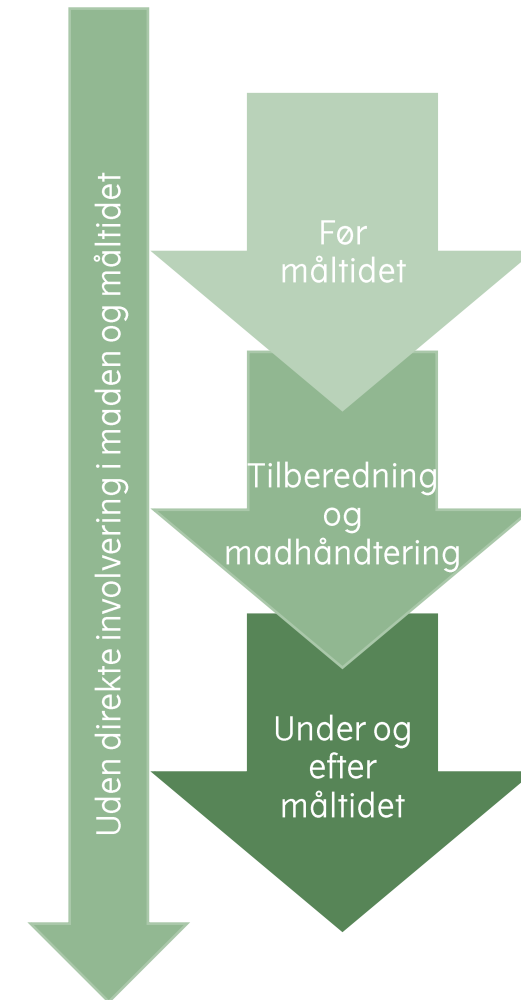 Uden direkte involvering i maden og måltidet
Før
måltidet
Tilberedning
og
madhåndtering
Under og
efter
måltidet